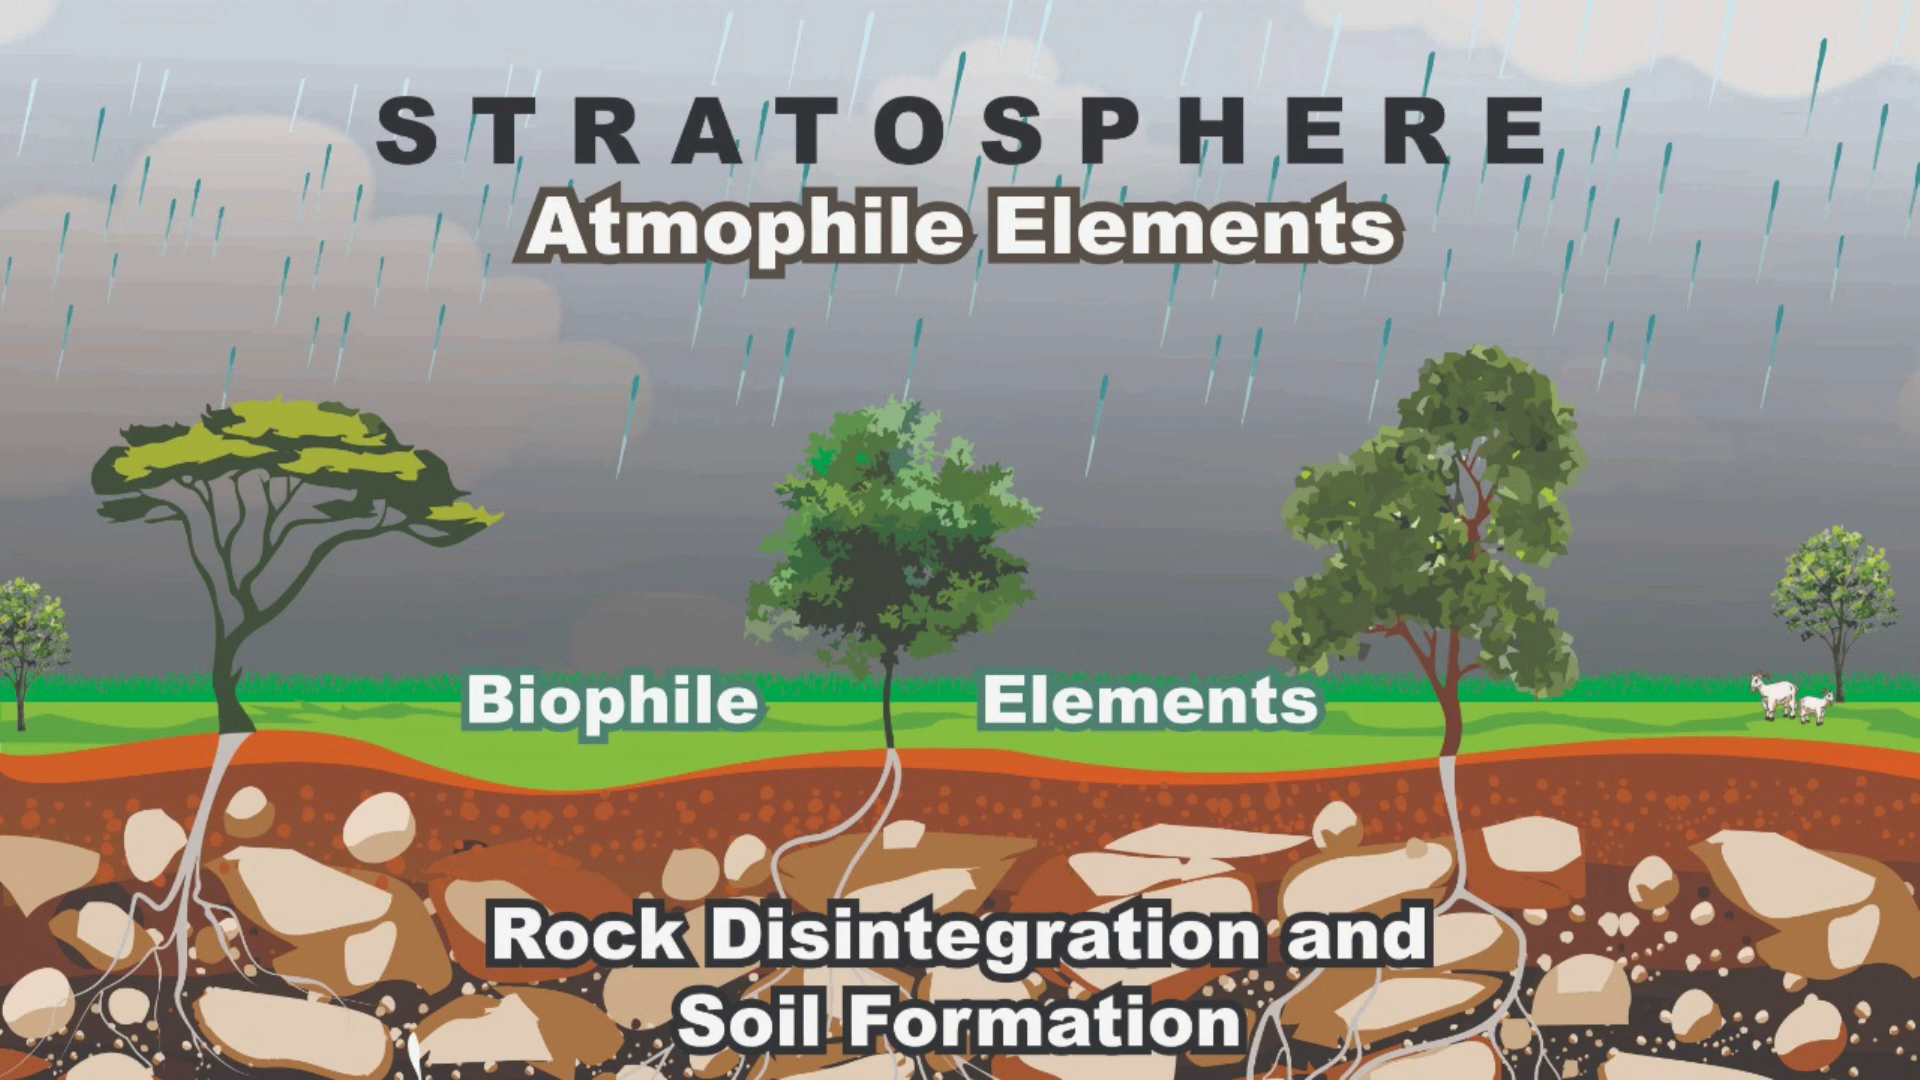 STRATOSPHERE
Atmophile Elements
Biophile Elements
Rock Disintegration and
Soil Formation